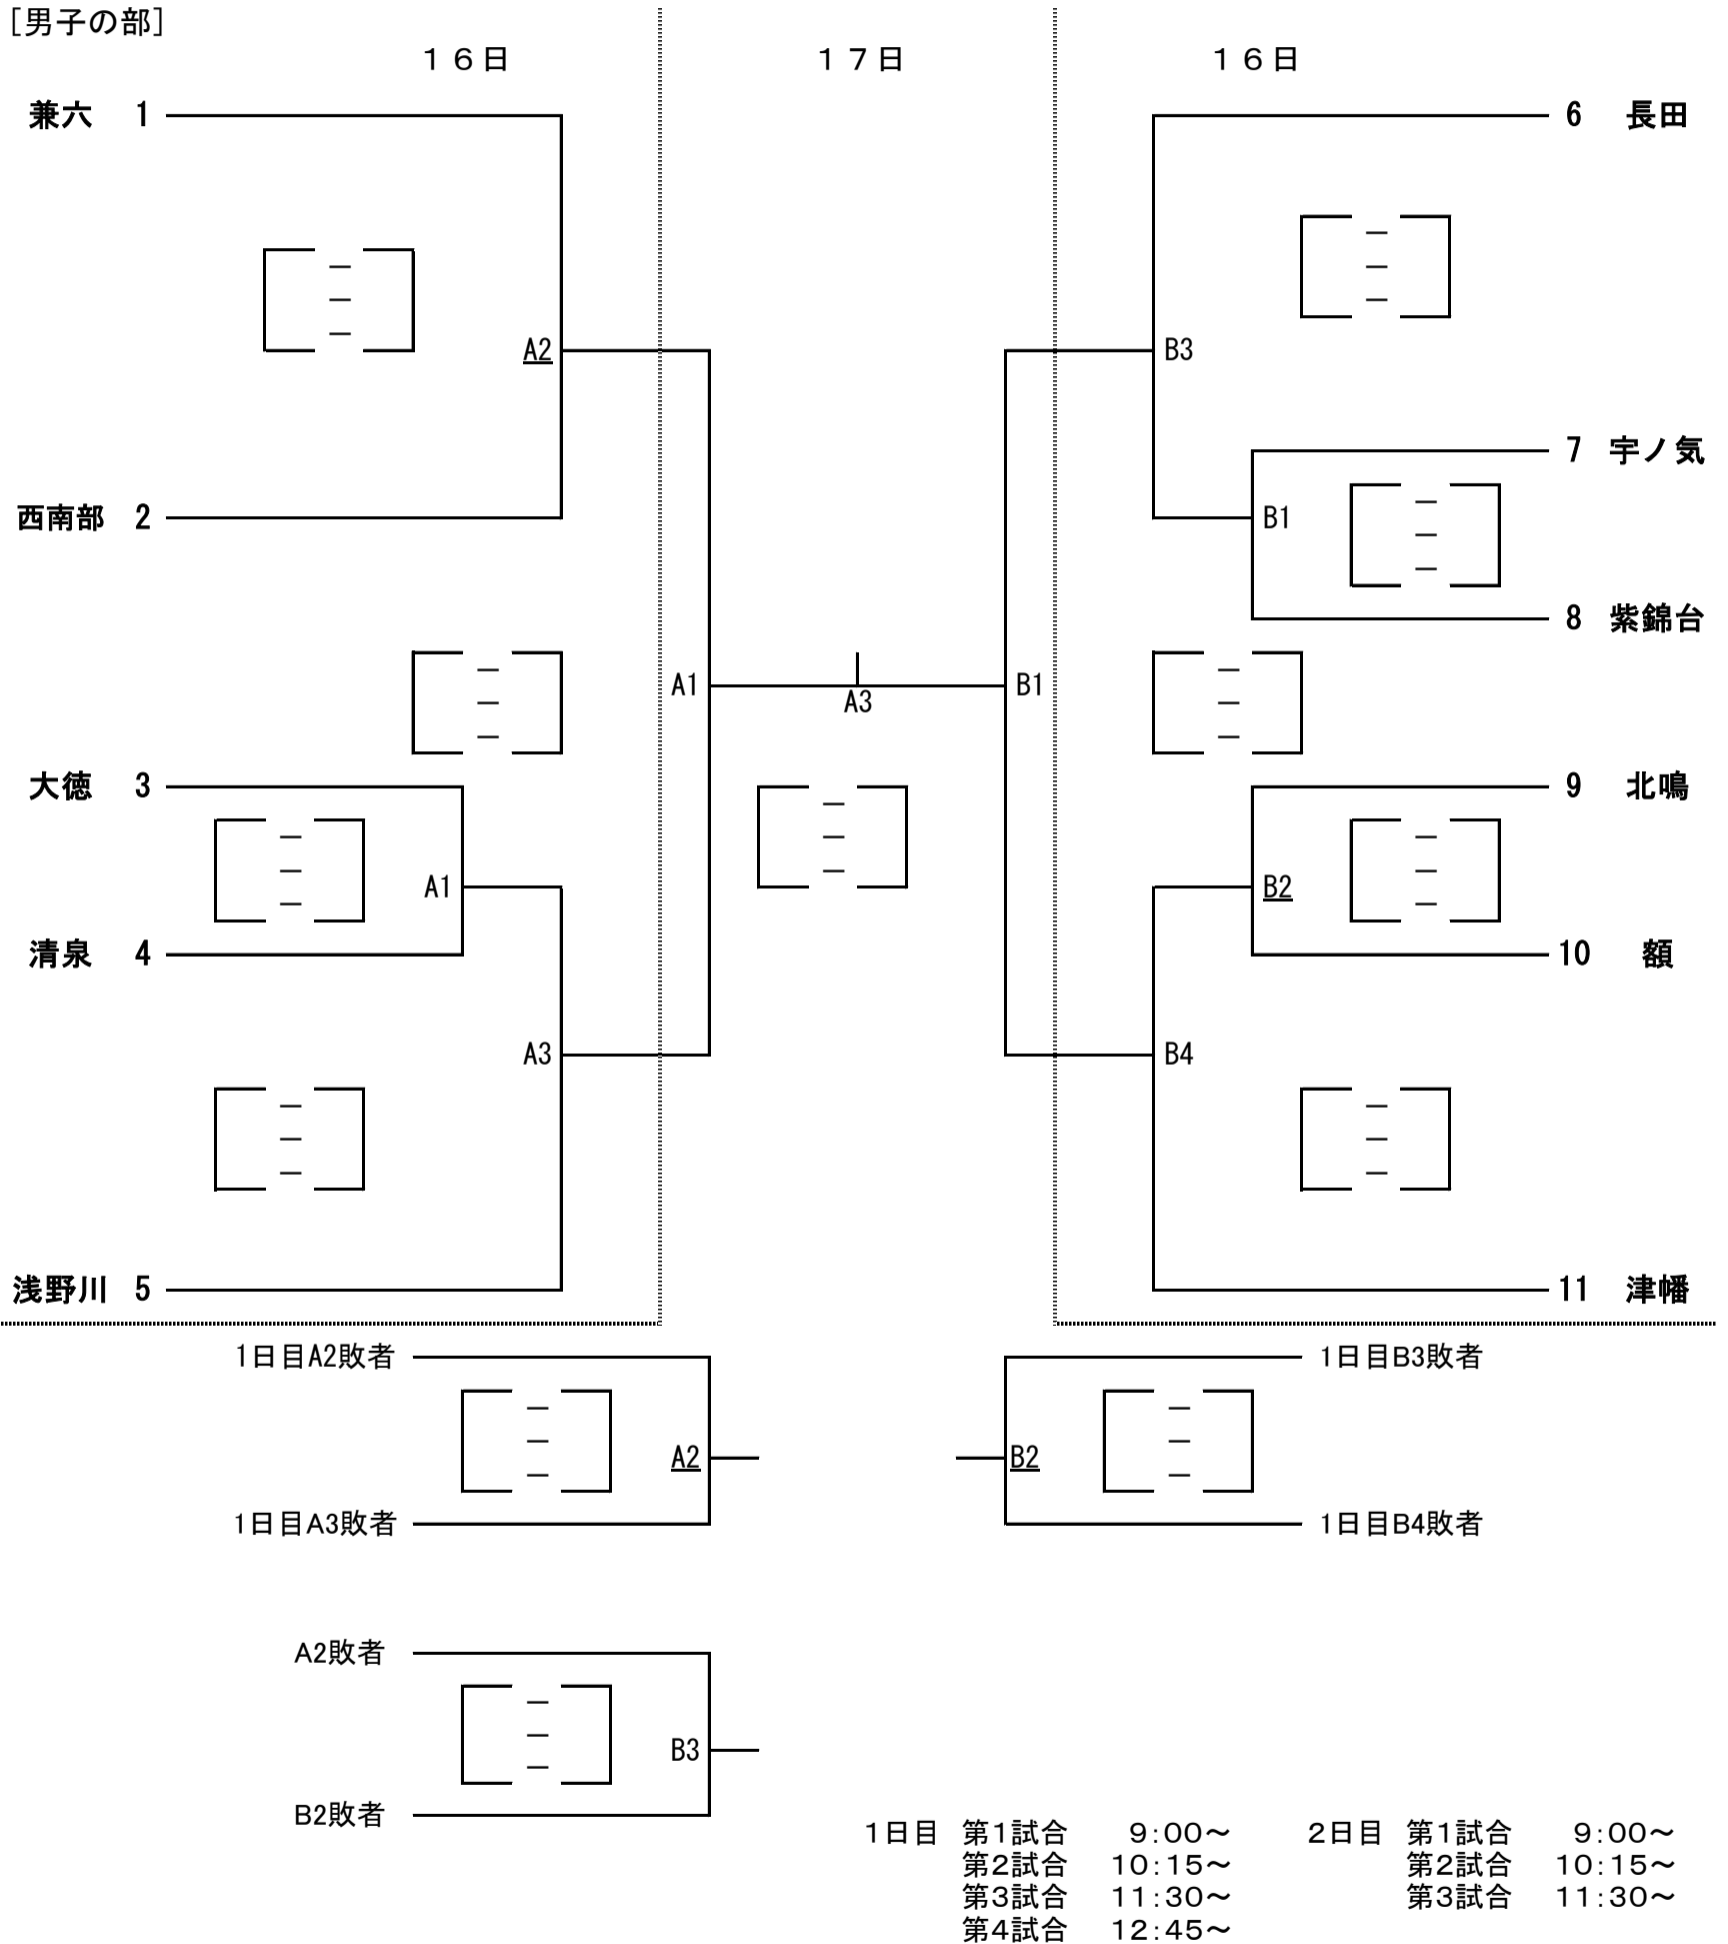 ［男子の部］
１６日 １７日 １６日
兼六 1
6 長田
A2 B3
7 宇ノ気
西南部 2
B1
8 紫錦台
A1 A3 B1
大徳 3
9 北鳴
A1 B2
清泉 4
10 額
A3 B4
浅野川 5
11 津幡
1日目A2敗者
1日目B3敗者
A2 B2
1日目A3敗者
1日目B4敗者
A2敗者
B3
B2敗者
1日目 第1試合 9:00～ 2日目 第1試合 9:00～
第2試合 10:15～ 第2試合 10:15～
第3試合 11:30～ 第3試合 11:30～
第4試合 12:45～